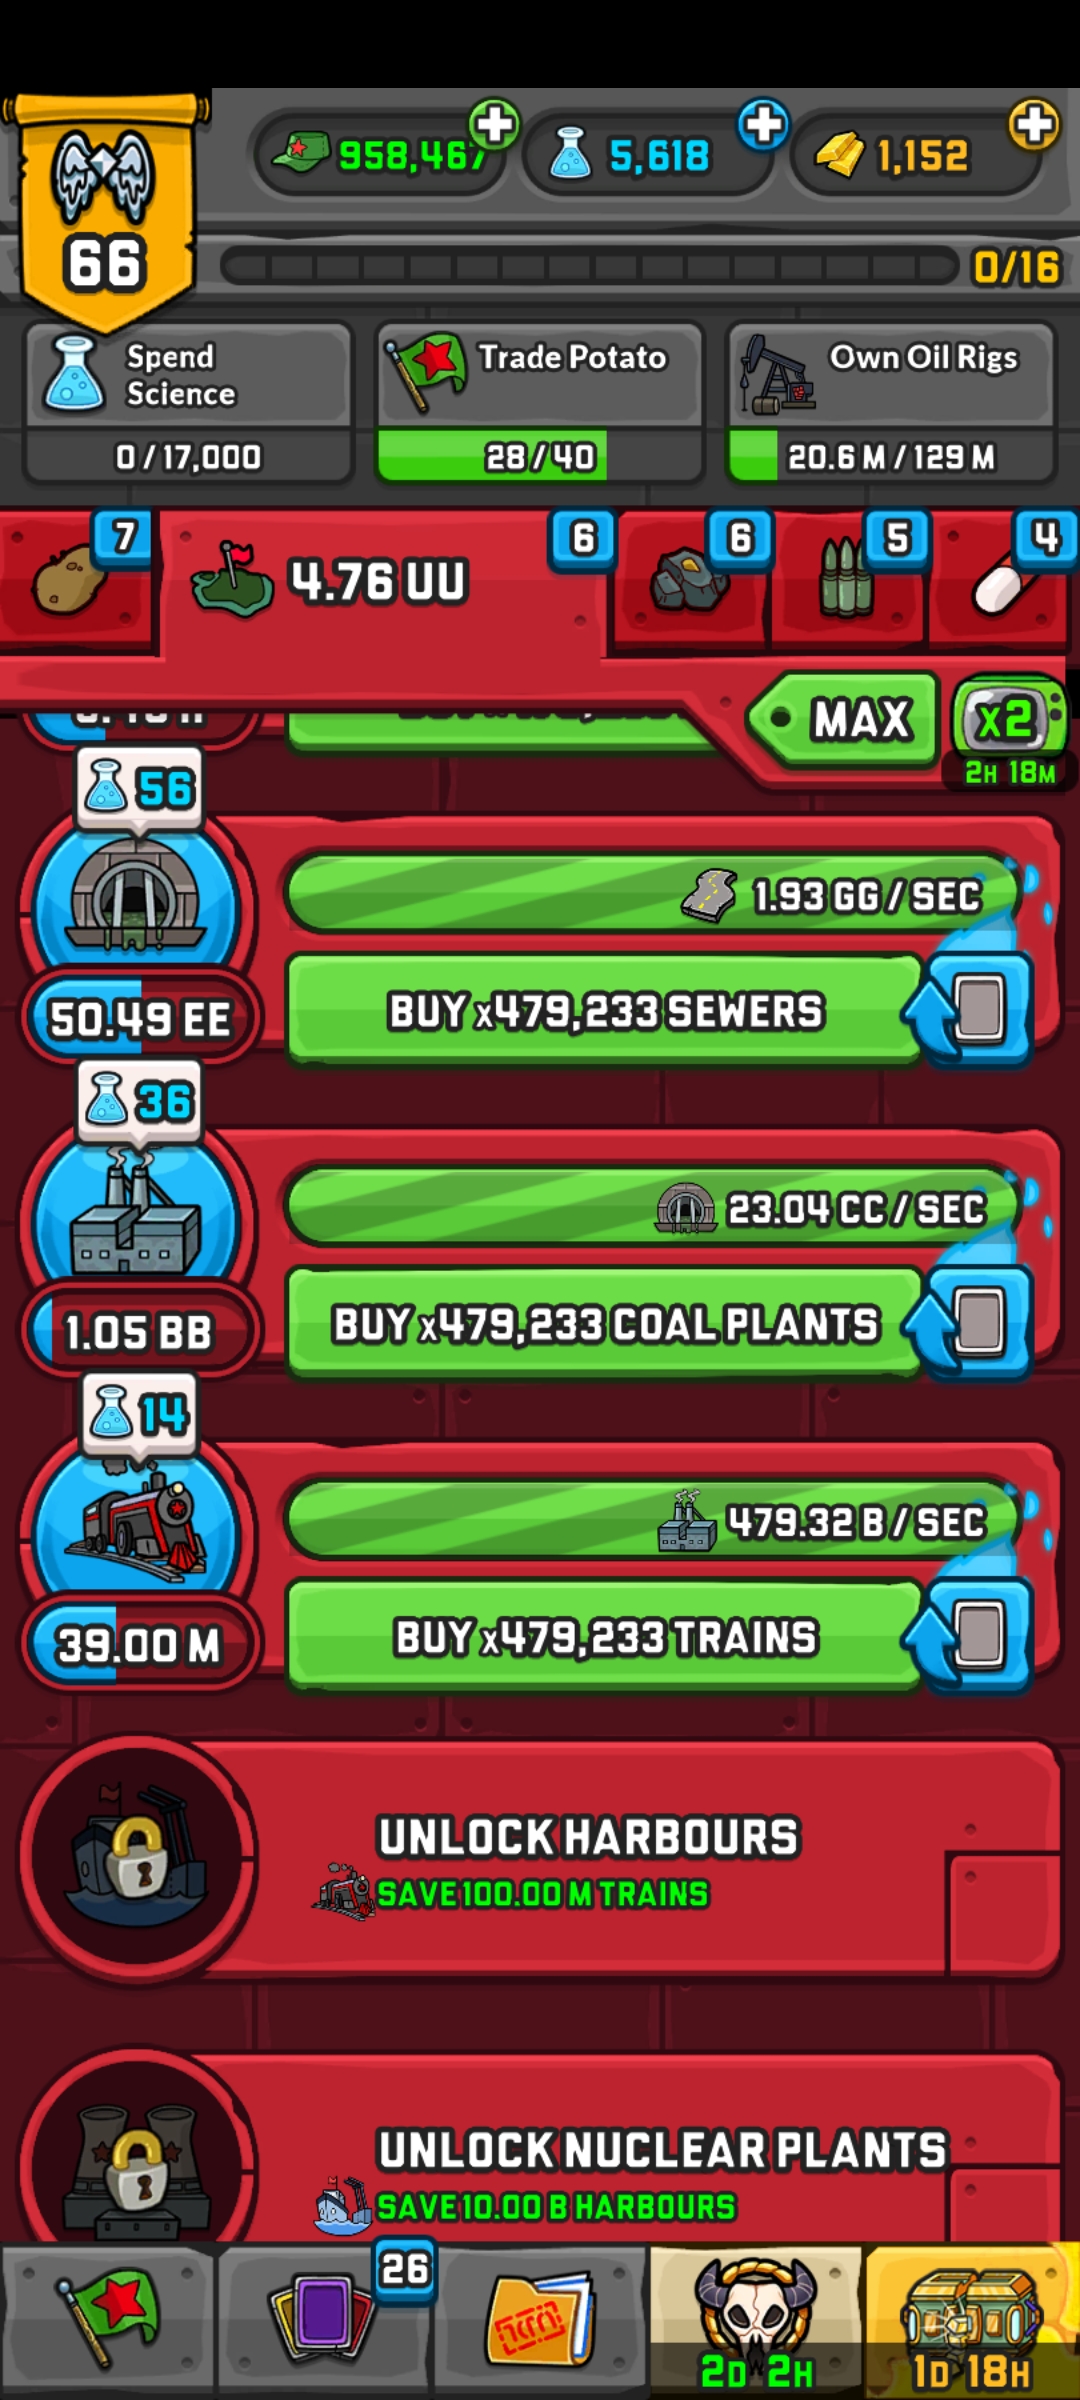 958,467
5,618
1,152
66
0/16
Spend
Science
0/17,000
Trade Potato
28/40
Own Oil Rigs
20.6 M/129 M
7
4.76 UU
6
6
5
4
MAX
x2
2H 18M
56
1.93 GG/SEC
50.49 EE
BUY x479,233 SEWERS
36
23.04 CC/SEC
1.05 BB
BUY x479,233 COAL PLANTS
14
479.32 B/SEC
39.00 M
BUY x479,233 TRAINS
UNLOCK HARBOURS
SAVE 100.00 M TRAINS
UNLOCK NUCLEAR PLANTS
SAVE 10.00 B HARBOURS
26
2D 2H
1D 18H